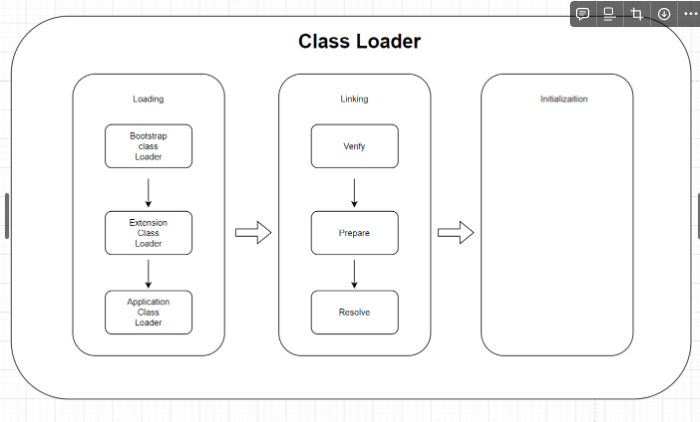 Class Loader
Loading
Bootstrap
class
Loader
Extension
Class
Loader
Application
Class
Loader
Linking
Verify
Prepare
Resolve
Initializaition